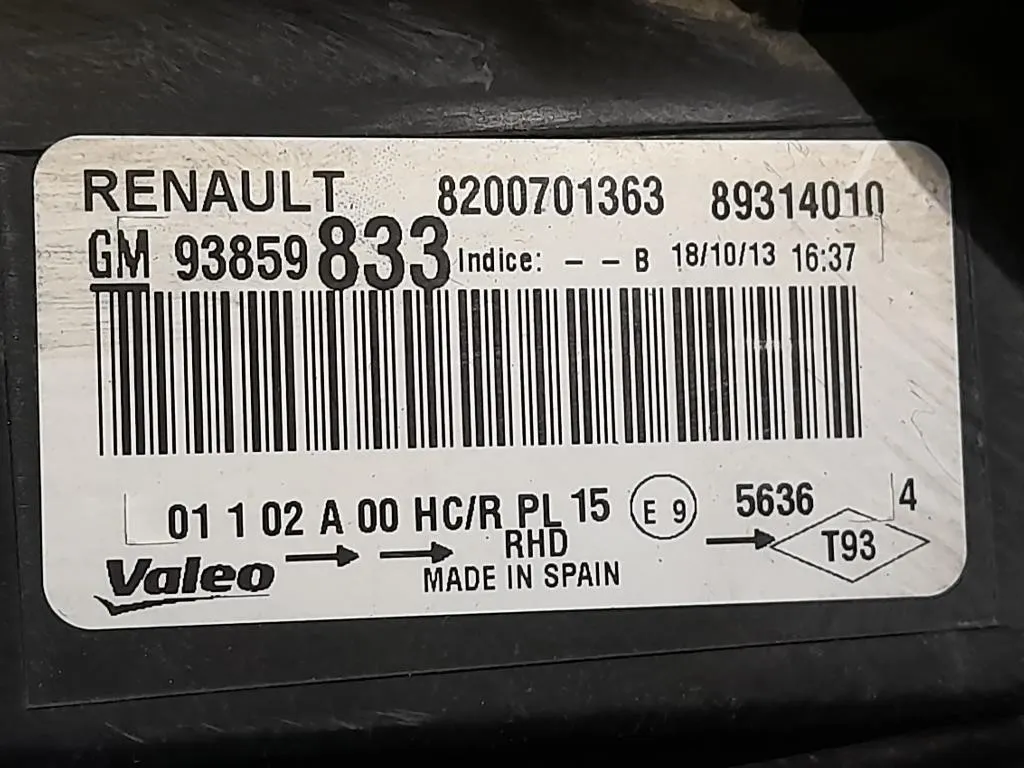 RENAULT 8200701363 89314010
GM 93859833 Indice: - - B 18/10/13 16:37
01 1 02 A 00 HC/R PL 15 E 9 5636 4
RHD T93
Valeo MADE IN SPAIN